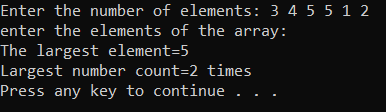 Enter the number of elements: 3 4 5 5 1 2
enter the elements of the array:
The largest element=5
Largest number count=2 times
Press any key to continue . . .